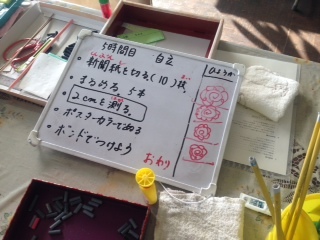 5時間目 自立
・新聞紙を切る。(10)枚
・まるめる。5本
・2cmを測る。
・ポスターカラーでぬる
・ボンドでつけよう
おわり